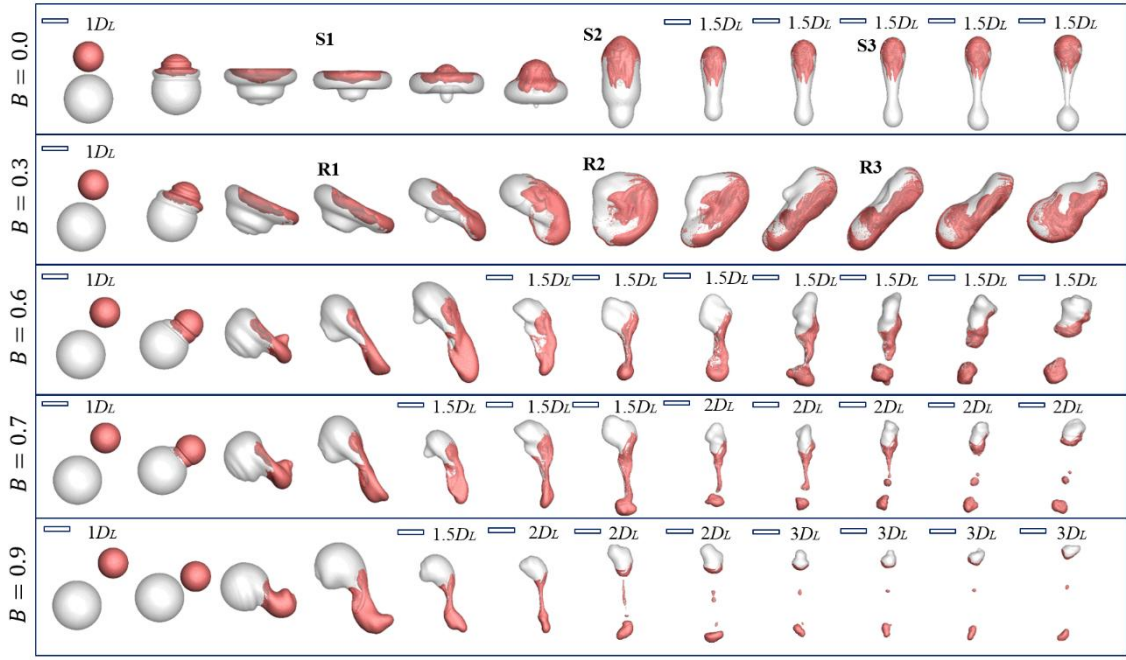 B = 0.0
1DL
1.5DL 1.5DL 1.5DL 1.5DL 1.5DL
S1 S2 S3
B = 0.3
1DL
R1 R2 R3
B = 0.6
1DL 1.5DL 1.5DL 1.5DL 1.5DL 1.5DL 1.5DL 1.5DL
B = 0.7
1DL 1.5DL 1.5DL 1.5DL 2DL 2DL 2DL 2DL 2DL
B = 0.9
1DL 1.5DL 2DL 2DL 2DL 3DL 3DL 3DL 3DL